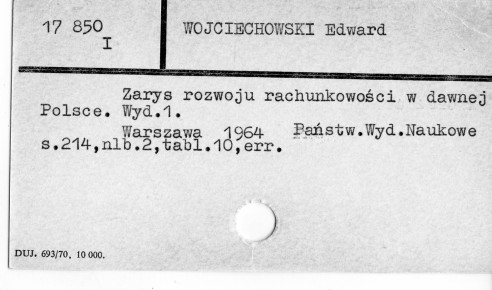 17 850
I
WOJCIECHOWSKI Edward
Zarys rozwoju rachunkowości w dawnej
Polsce. Wyd.1.
Warszawa 1964 Państw.Wyd.Naukowe
s.214,nlb.2,tabl.10,err.
DUJ. 693/70, 10 000.